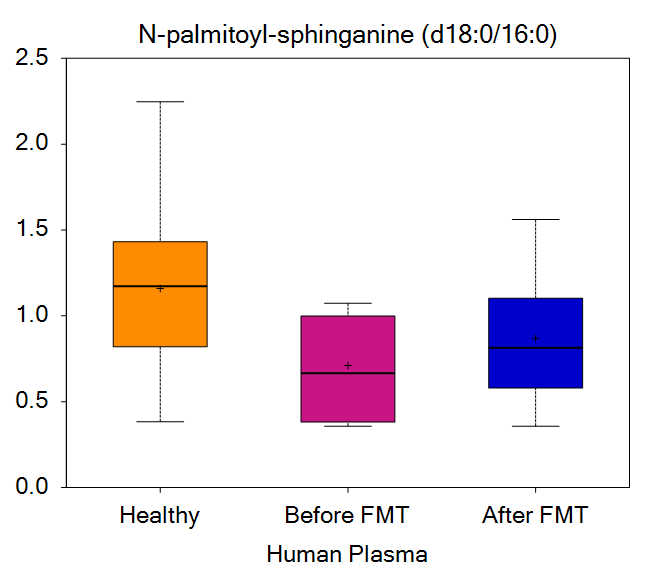 N-palmitoyl-sphinganine (d18:0/16:0)
2.5
2.0
1.5
1.0
0.5
0.0
Healthy Before FMT After FMT
Human Plasma